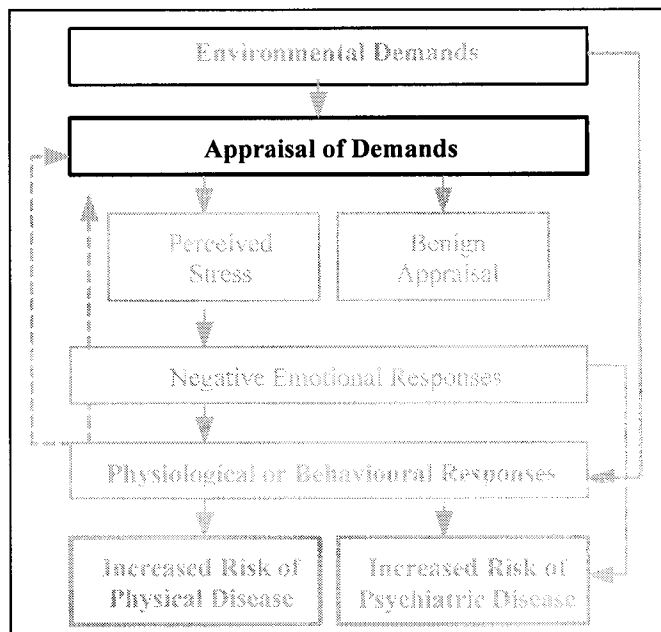 Environmental Demands
Appraisal of Demands
Perceived
Stress
Benign
Appraisal
Negative Emotional Responses
Physiological or Behavioural Responses
Increased Risk of
Physical Disease
Increased Risk of
Psychiatric Disease